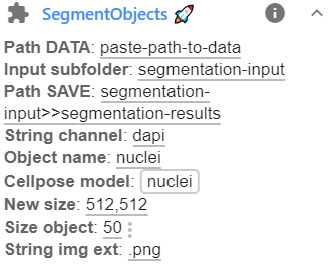 SegmentObjects 🚀
Path DATA: paste-path-to-data
Input subfolder: segmentation-input
Path SAVE: segmentation-
input>>segmentation-results
String channel: dapi
Object name: nuclei
Cellpose model: nuclei
New size: 512,512
Size object: 50
String img ext: .png